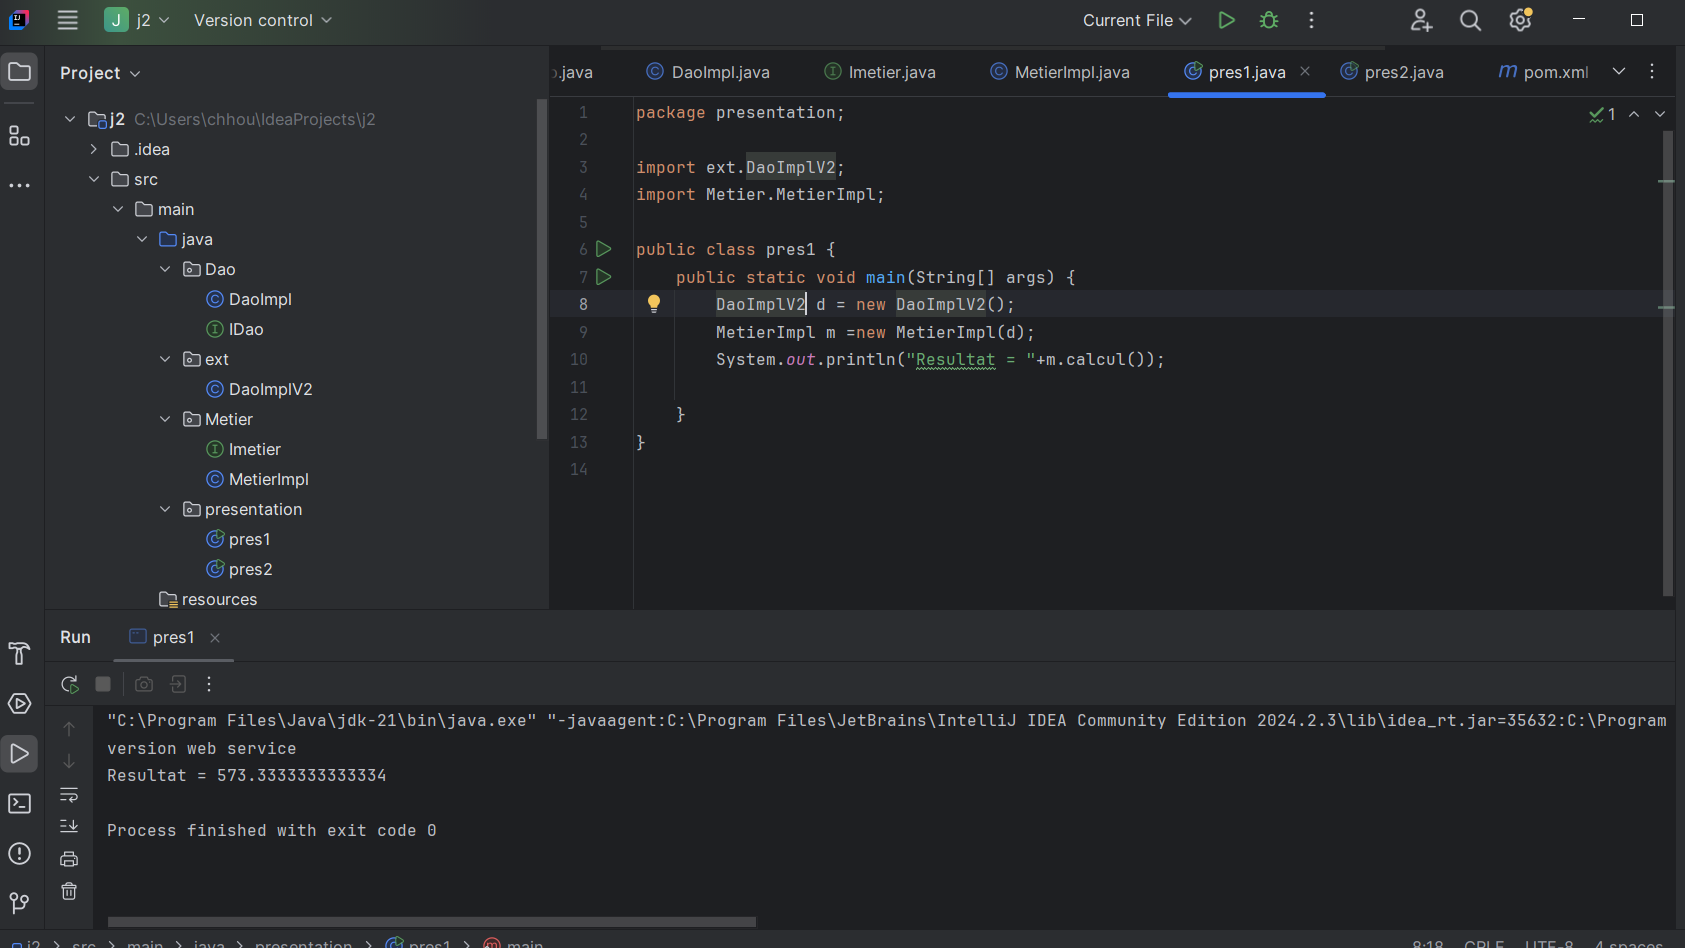 J j2 Version control Current File
Project
j2 C:\Users\chhou\IdeaProjects\j2
.idea
src
main
java
Dao
DaoImpl
IDao
ext
DaoImplV2
Metier
Imetier
MetierImpl
presentation
pres1
pres2
resources
.java DaoImpl.java Imetier.java MetierImpl.java pres1.java pres2.java pom.xml
1 package presentation;
2
3 import ext.DaoImplV2;
4 import Metier.MetierImpl;
5
6 public class pres1 {
7 public static void main(String[] args) {
8 DaoImplV2 d = new DaoImplV2();
9 MetierImpl m =new MetierImpl(d);
10 System.out.println("Resultat = "+m.calcul());
11
12 }
13 }
14
1
Run pres1
"C:\Program Files\Java\jdk-21\bin\java.exe" "-javaagent:C:\Program Files\JetBrains\IntelliJ IDEA Community Edition 2024.2.3\lib\idea_rt.jar=35632:C:\Program
version web service
Resultat = 573.3333333333334
Process finished with exit code 0
j2 > src > main > java > presentation > pres1 > main 8:18 CRLF UTF-8 4 spaces